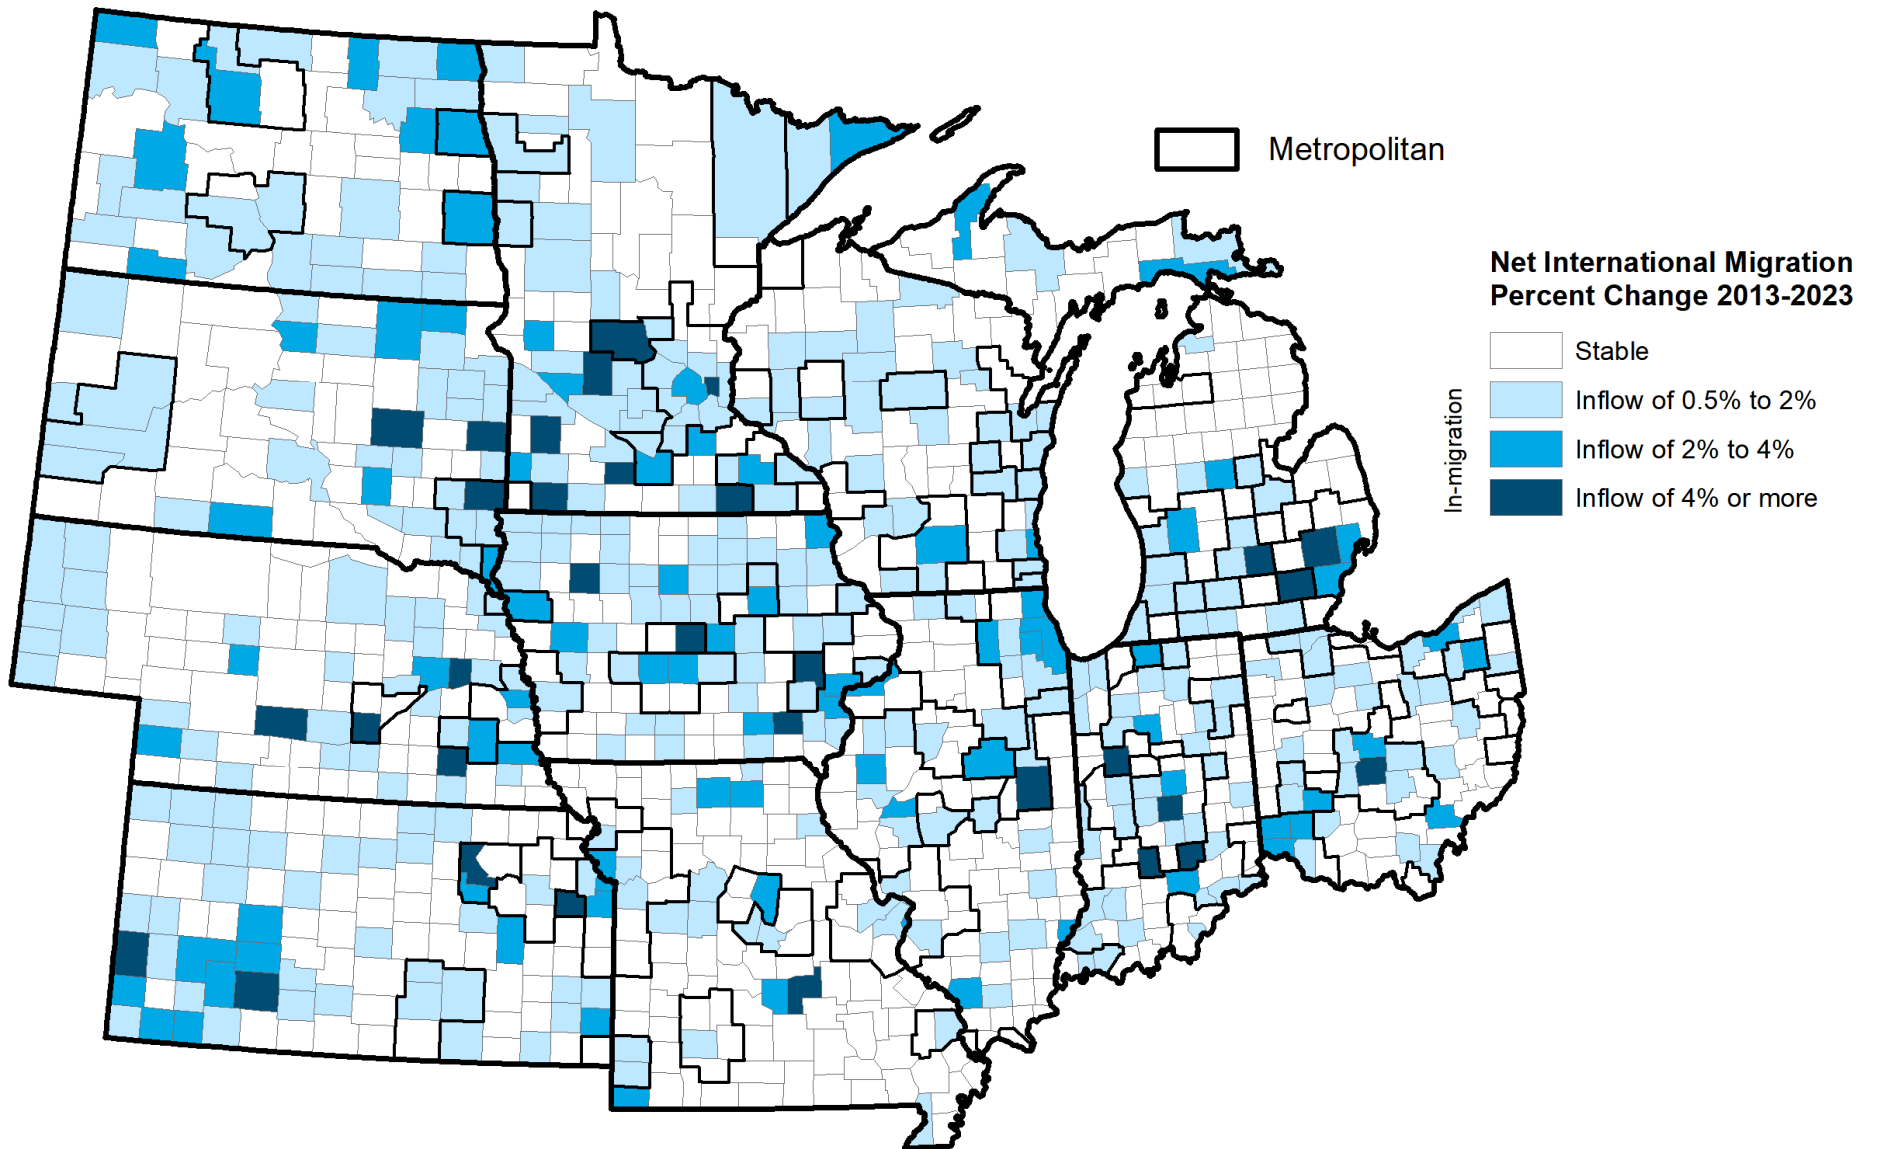 Metropolitan
Net International Migration
Percent Change 2013-2023
Stable
In-migration
Inflow of 0.5% to 2%
Inflow of 2% to 4%
Inflow of 4% or more